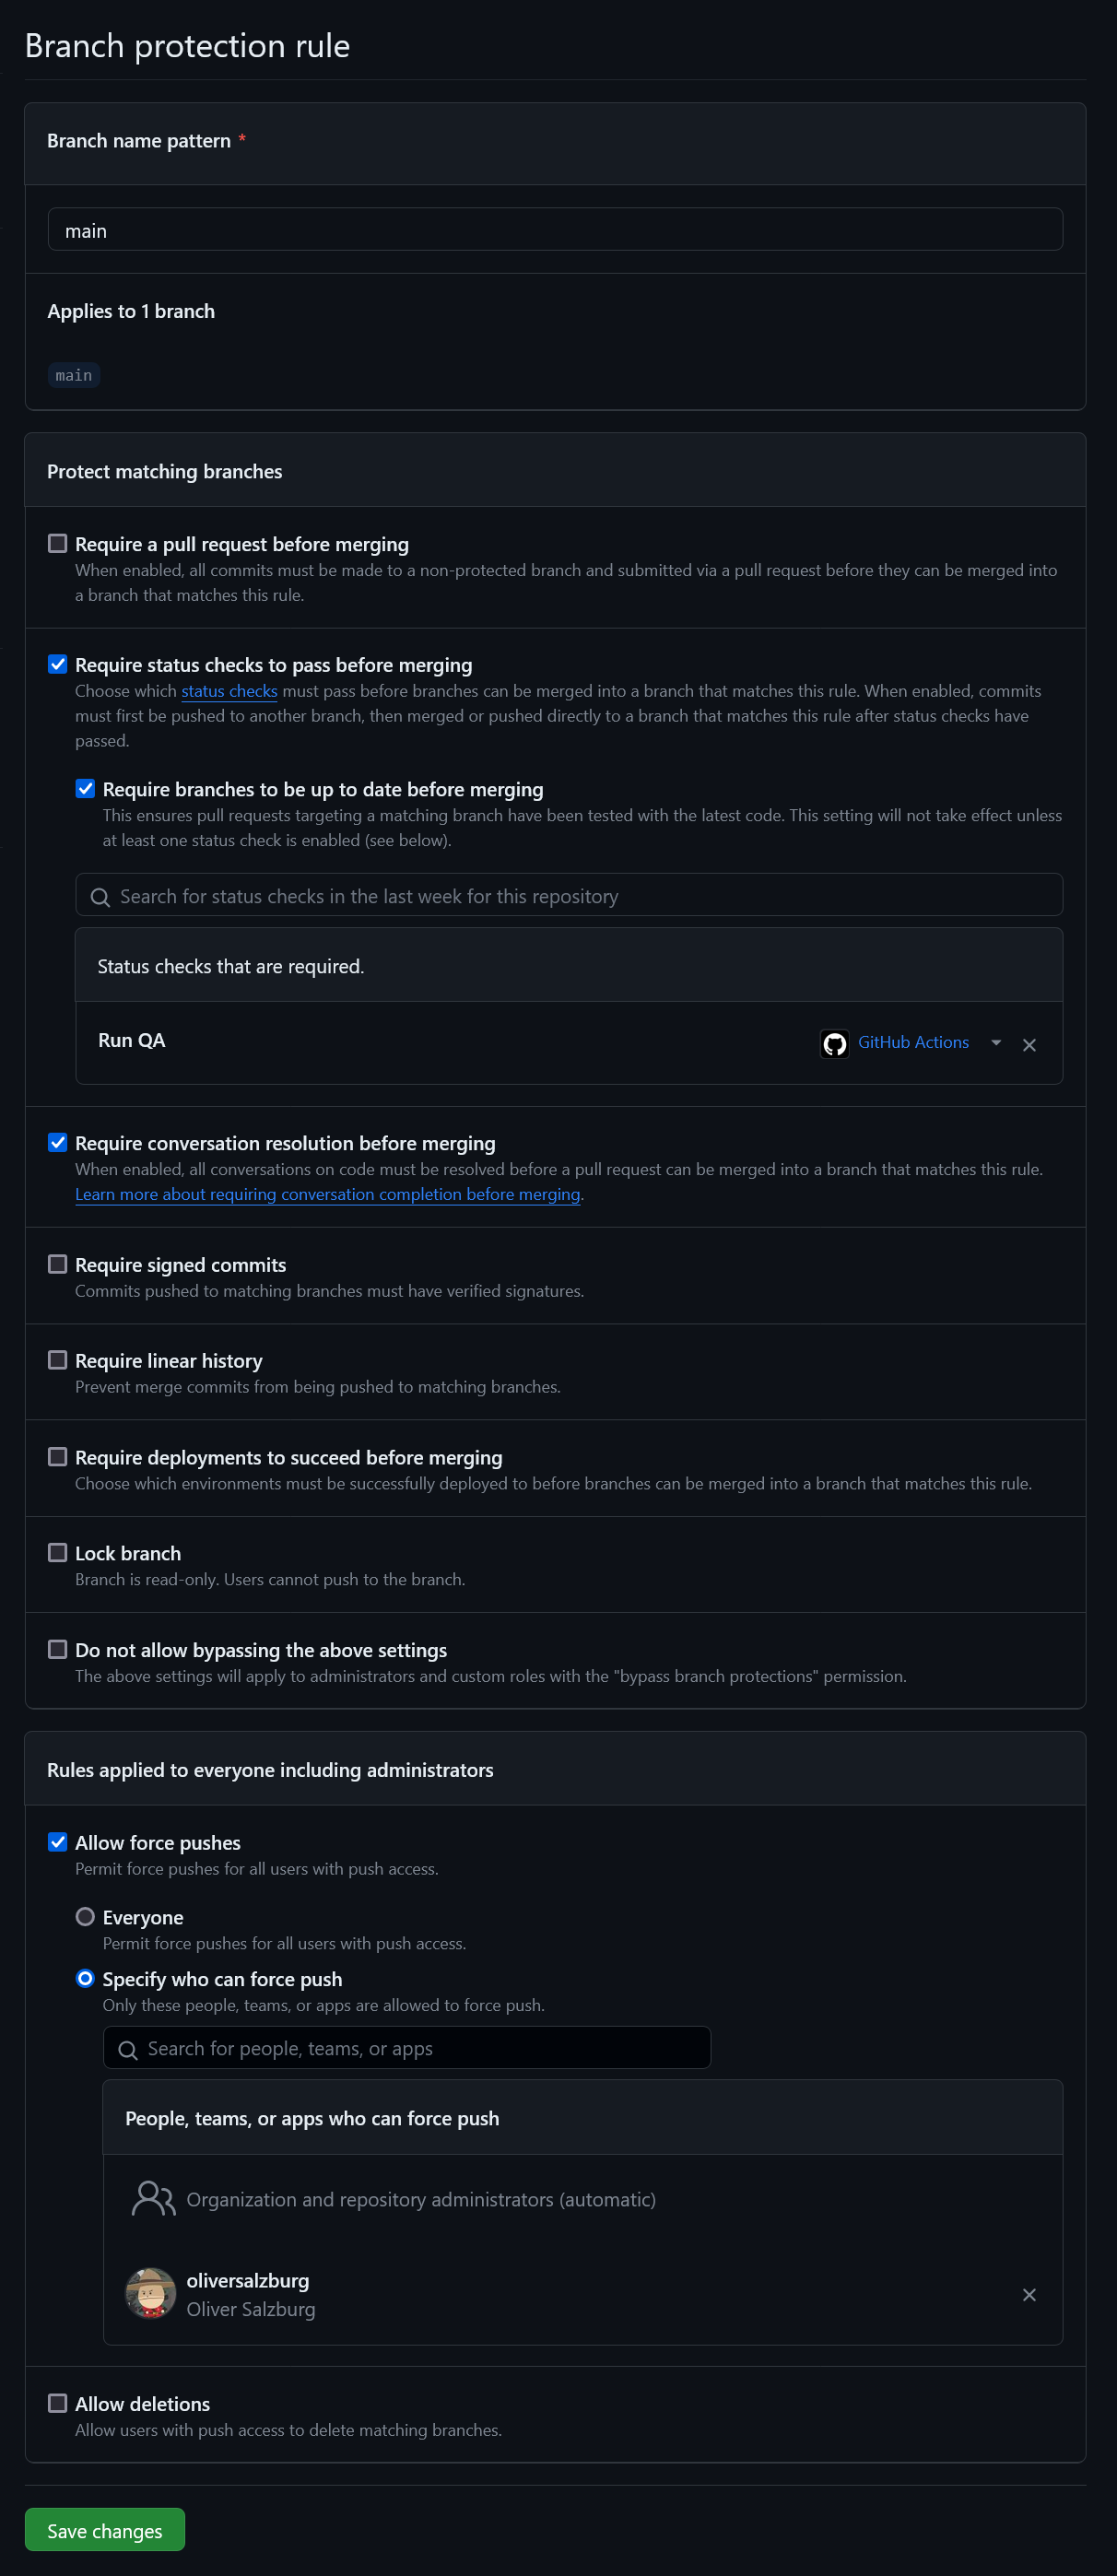 Branch protection rule
Branch name pattern *
main
Applies to 1 branch
main
Protect matching branches
Require a pull request before merging
When enabled, all commits must be made to a non-protected branch and submitted via a pull request before they can be merged into
a branch that matches this rule.
Require status checks to pass before merging
Choose which status checks must pass before branches can be merged into a branch that matches this rule. When enabled, commits
must first be pushed to another branch, then merged or pushed directly to a branch that matches this rule after status checks have
passed.
Require branches to be up to date before merging
This ensures pull requests targeting a matching branch have been tested with the latest code. This setting will not take effect unless
at least one status check is enabled (see below).
Search for status checks in the last week for this repository
Status checks that are required.
Run QA GitHub Actions
Require conversation resolution before merging
When enabled, all conversations on code must be resolved before a pull request can be merged into a branch that matches this rule.
Learn more about requiring conversation completion before merging.
Require signed commits
Commits pushed to matching branches must have verified signatures.
Require linear history
Prevent merge commits from being pushed to matching branches.
Require deployments to succeed before merging
Choose which environments must be successfully deployed to before branches can be merged into a branch that matches this rule.
Lock branch
Branch is read-only. Users cannot push to the branch.
Do not allow bypassing the above settings
The above settings will apply to administrators and custom roles with the "bypass branch protections" permission.
Rules applied to everyone including administrators
Allow force pushes
Permit force pushes for all users with push access.
Everyone
Permit force pushes for all users with push access.
Specify who can force push
Only these people, teams, or apps are allowed to force push.
Search for people, teams, or apps
People, teams, or apps who can force push
Organization and repository administrators (automatic)
oliversalzburg
Oliver Salzburg
Allow deletions
Allow users with push access to delete matching branches.
Save changes